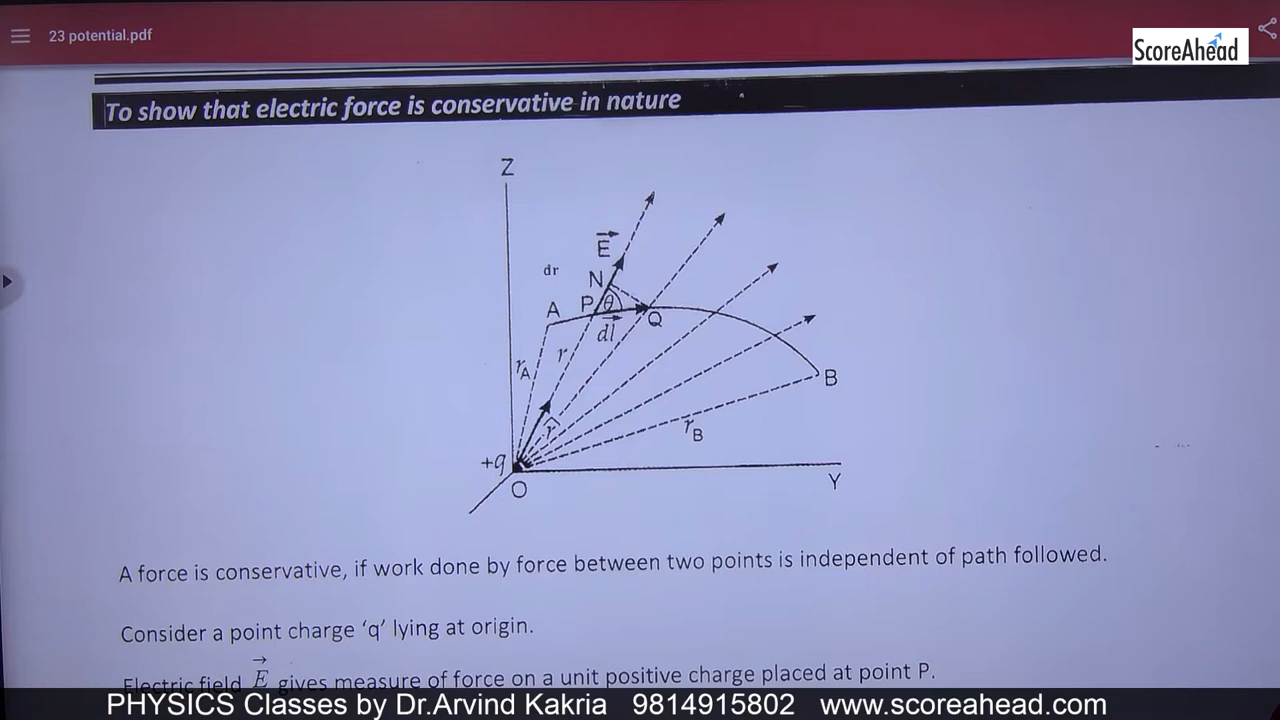 23 potential.pdf
ScoreAhead
To show that electric force is conservative in nature
Z
E
dr
N
A
P
θ
Q
dl
r
r_A
r̂
B
r_B
+q
O
Y
A force is conservative, if work done by force between two points is independent of path followed.
Consider a point charge ‘q’ lying at origin.
Electric field E gives measure of force on a unit positive charge placed at point P.
PHYSICS Classes by Dr.Arvind Kakria 9814915802 www.scoreahead.com